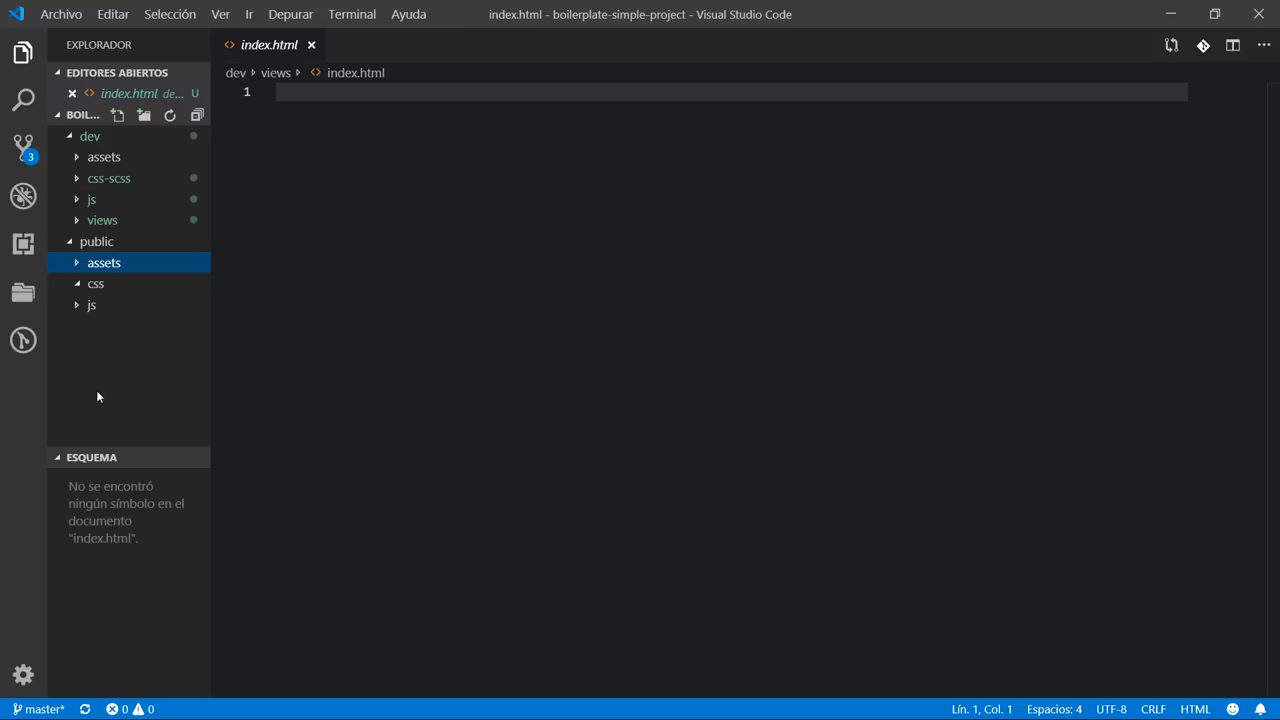 Archivo Editar Selección Ver Ir Depurar Terminal Ayuda index.html - boilerplate-simple-project - Visual Studio Code
EXPLORADOR
index.html
EDITORES ABIERTOS
index.html de... U
BOIL...
dev
assets
css-scss
js
views
public
assets
css
js
ESQUEMA
No se encontró
ningún símbolo en el
documento
"index.html".
dev views index.html
1
3
master* 0 0 Lín. 1, Col. 1 Espacios: 4 UTF-8 CRLF HTML